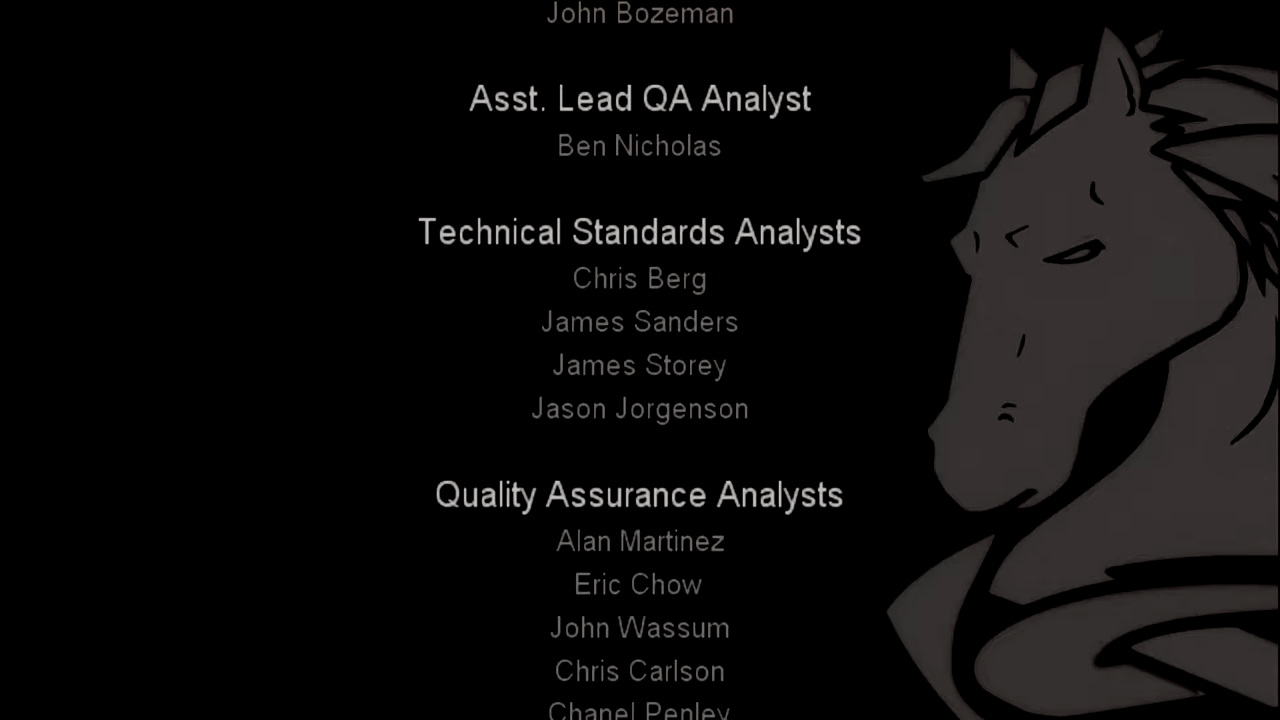 John Bozeman
Asst. Lead QA Analyst
Ben Nicholas
Technical Standards Analysts
Chris Berg
James Sanders
James Storey
Jason Jorgenson
Quality Assurance Analysts
Alan Martinez
Eric Chow
John Wassum
Chris Carlson
Chanel Penley